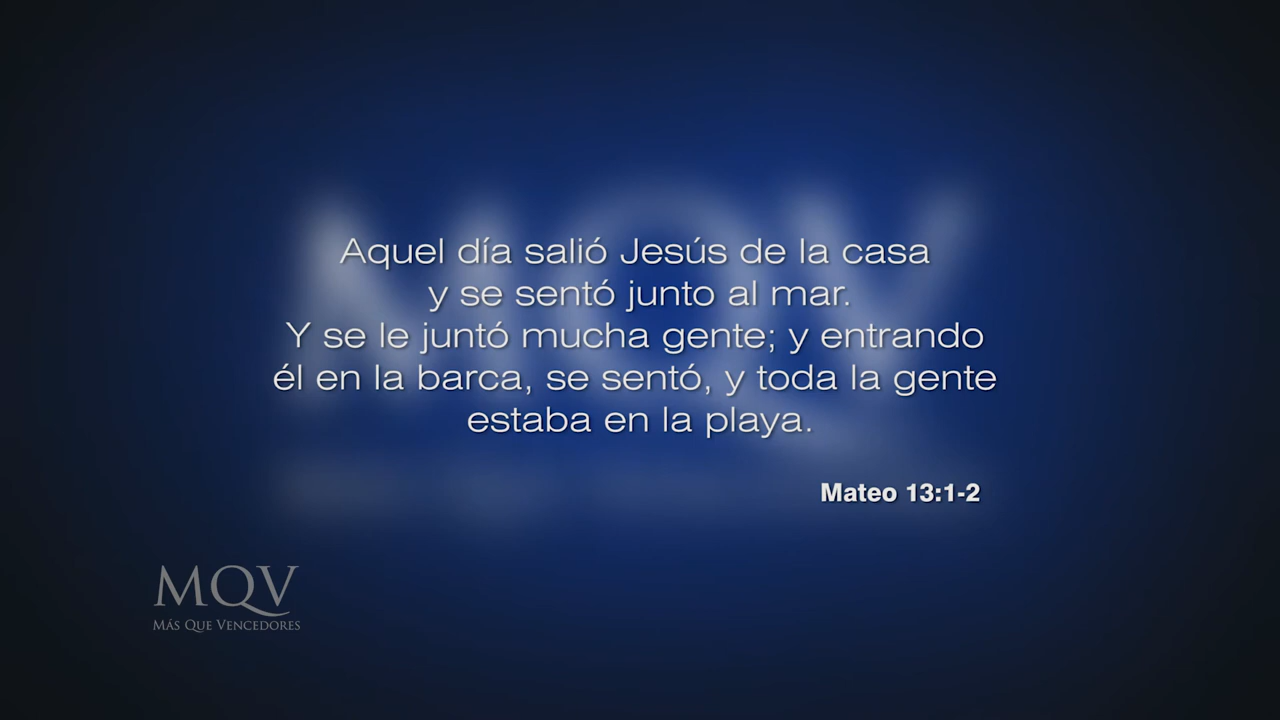 Aquel día salió Jesús de la casa
y se sentó junto al mar.
Y se le juntó mucha gente; y entrando
él en la barca, se sentó, y toda la gente
estaba en la playa.
Mateo 13:1-2
MQV
Más Que Vencedores